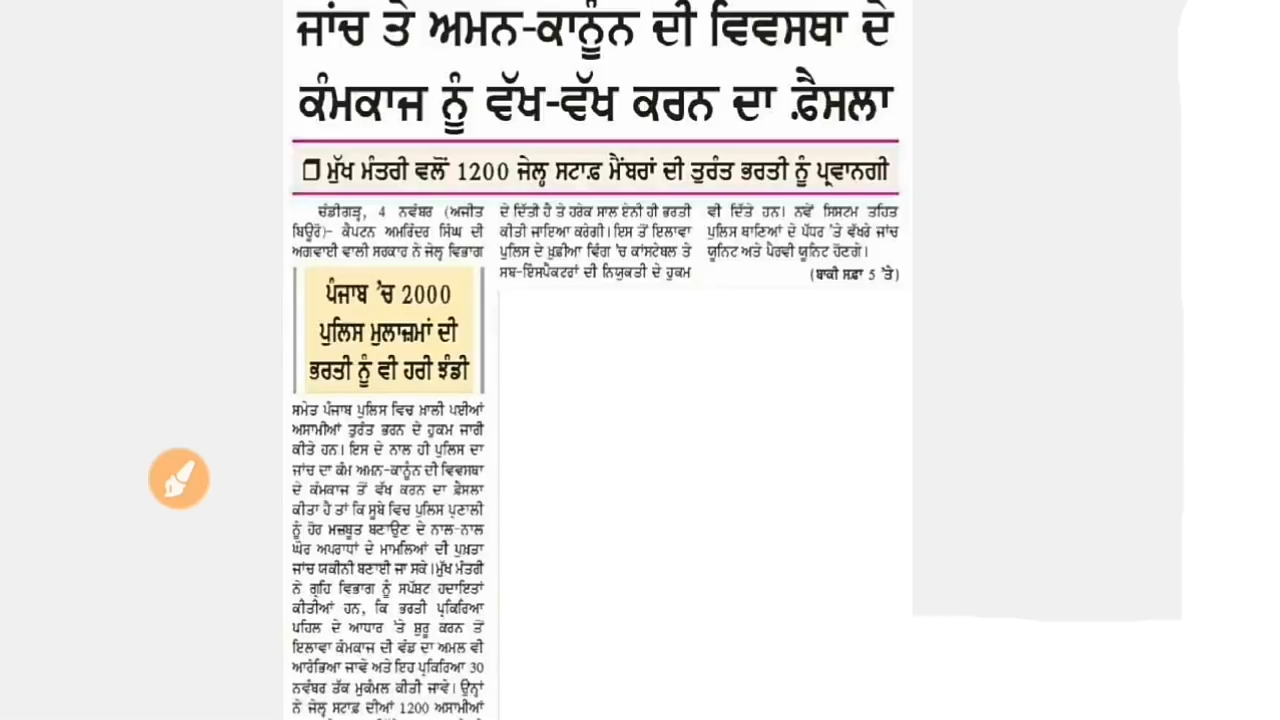 ਜਾਂਚ ਤੇ ਅਮਨ-ਕਾਨੂੰਨ ਦੀ ਵਿਵਸਥਾ ਦੇ
ਕੰਮਕਾਜ ਨੂੰ ਵੱਖ-ਵੱਖ ਕਰਨ ਦਾ ਫ਼ੈਸਲਾ
❐ ਮੁੱਖ ਮੰਤਰੀ ਵਲੋਂ 1200 ਜੇਲ੍ਹ ਸਟਾਫ਼ ਮੈਂਬਰਾਂ ਦੀ ਤੁਰੰਤ ਭਰਤੀ ਨੂੰ ਪ੍ਰਵਾਨਗੀ
ਚੰਡੀਗੜ੍ਹ, 4 ਨਵੰਬਰ (ਅਜੀਤ
ਬਿਊਰੋ)- ਕੈਪਟਨ ਅਮਰਿੰਦਰ ਸਿੰਘ ਦੀ
ਅਗਵਾਈ ਵਾਲੀ ਸਰਕਾਰ ਨੇ ਜੇਲ੍ਹ ਵਿਭਾਗ
ਪੰਜਾਬ 'ਚ 2000
ਪੁਲਿਸ ਮੁਲਾਜ਼ਮਾਂ ਦੀ
ਭਰਤੀ ਨੂੰ ਵੀ ਹਰੀ ਝੰਡੀ
ਸਮੇਤ ਪੰਜਾਬ ਪੁਲਿਸ ਵਿਚ ਖ਼ਾਲੀ ਪਈਆਂ
ਅਸਾਮੀਆਂ ਤੁਰੰਤ ਭਰਨ ਦੇ ਹੁਕਮ ਜਾਰੀ
ਕੀਤੇ ਹਨ। ਇਸ ਦੇ ਨਾਲ ਹੀ ਪੁਲਿਸ ਦਾ
ਜਾਂਚ ਦਾ ਕੰਮ ਅਮਨ-ਕਾਨੂੰਨ ਦੀ ਵਿਵਸਥਾ
ਦੇ ਕੰਮਕਾਜ ਤੋਂ ਵੱਖ ਕਰਨ ਦਾ ਫ਼ੈਸਲਾ
ਕੀਤਾ ਹੈ ਤਾਂ ਕਿ ਸੂਬੇ ਵਿਚ ਪੁਲਿਸ ਪ੍ਰਣਾਲੀ
ਨੂੰ ਹੋਰ ਮਜ਼ਬੂਤ ਬਣਾਉਣ ਦੇ ਨਾਲ-ਨਾਲ
ਘੋਰ ਅਪਰਾਧਾਂ ਦੇ ਮਾਮਲਿਆਂ ਦੀ ਪੁਖ਼ਤਾ
ਜਾਂਚ ਯਕੀਨੀ ਬਣਾਈ ਜਾ ਸਕੇ। ਮੁੱਖ ਮੰਤਰੀ
ਨੇ ਗ੍ਰਹਿ ਵਿਭਾਗ ਨੂੰ ਸਪੱਸ਼ਟ ਹਦਾਇਤਾਂ
ਕੀਤੀਆਂ ਹਨ, ਕਿ ਭਰਤੀ ਪ੍ਰਕਿਰਿਆ
ਪਹਿਲ ਦੇ ਆਧਾਰ 'ਤੇ ਸ਼ੁਰੂ ਕਰਨ ਤੋਂ
ਇਲਾਵਾ ਕੰਮਕਾਜ ਦੀ ਵੰਡ ਦਾ ਅਮਲ ਵੀ
ਆਰੰਭਿਆ ਜਾਵੇ ਅਤੇ ਇਹ ਪ੍ਰਕਿਰਿਆ 30
ਨਵੰਬਰ ਤੱਕ ਮੁਕੰਮਲ ਕੀਤੀ ਜਾਵੇ। ਉਨ੍ਹਾਂ
ਨੇ ਜੇਲ੍ਹ ਸਟਾਫ਼ ਦੀਆਂ 1200 ਅਸਾਮੀਆਂ
ਦੇ ਦਿੱਤੀ ਹੈ ਤੇ ਹਰੇਕ ਸਾਲ ਏਨੀ ਹੀ ਭਰਤੀ
ਕੀਤੀ ਜਾਇਆ ਕਰੇਗੀ। ਇਸ ਤੋਂ ਇਲਾਵਾ
ਪੁਲਿਸ ਦੇ ਖ਼ੁਫ਼ੀਆ ਵਿੰਗ 'ਚ ਕਾਂਸਟੇਬਲ ਤੇ
ਸਬ-ਇੰਸਪੈਕਟਰਾਂ ਦੀ ਨਿਯੁਕਤੀ ਦੇ ਹੁਕਮ
ਵੀ ਦਿੱਤੇ ਹਨ। ਨਵੇਂ ਸਿਸਟਮ ਤਹਿਤ
ਪੁਲਿਸ ਥਾਣਿਆਂ ਦੇ ਪੱਧਰ 'ਤੇ ਵੱਖਰੇ ਜਾਂਚ
ਯੂਨਿਟ ਅਤੇ ਪੈਰਵੀ ਯੂਨਿਟ ਹੋਣਗੇ।
(ਬਾਕੀ ਸਫ਼ਾ 5 'ਤੇ)